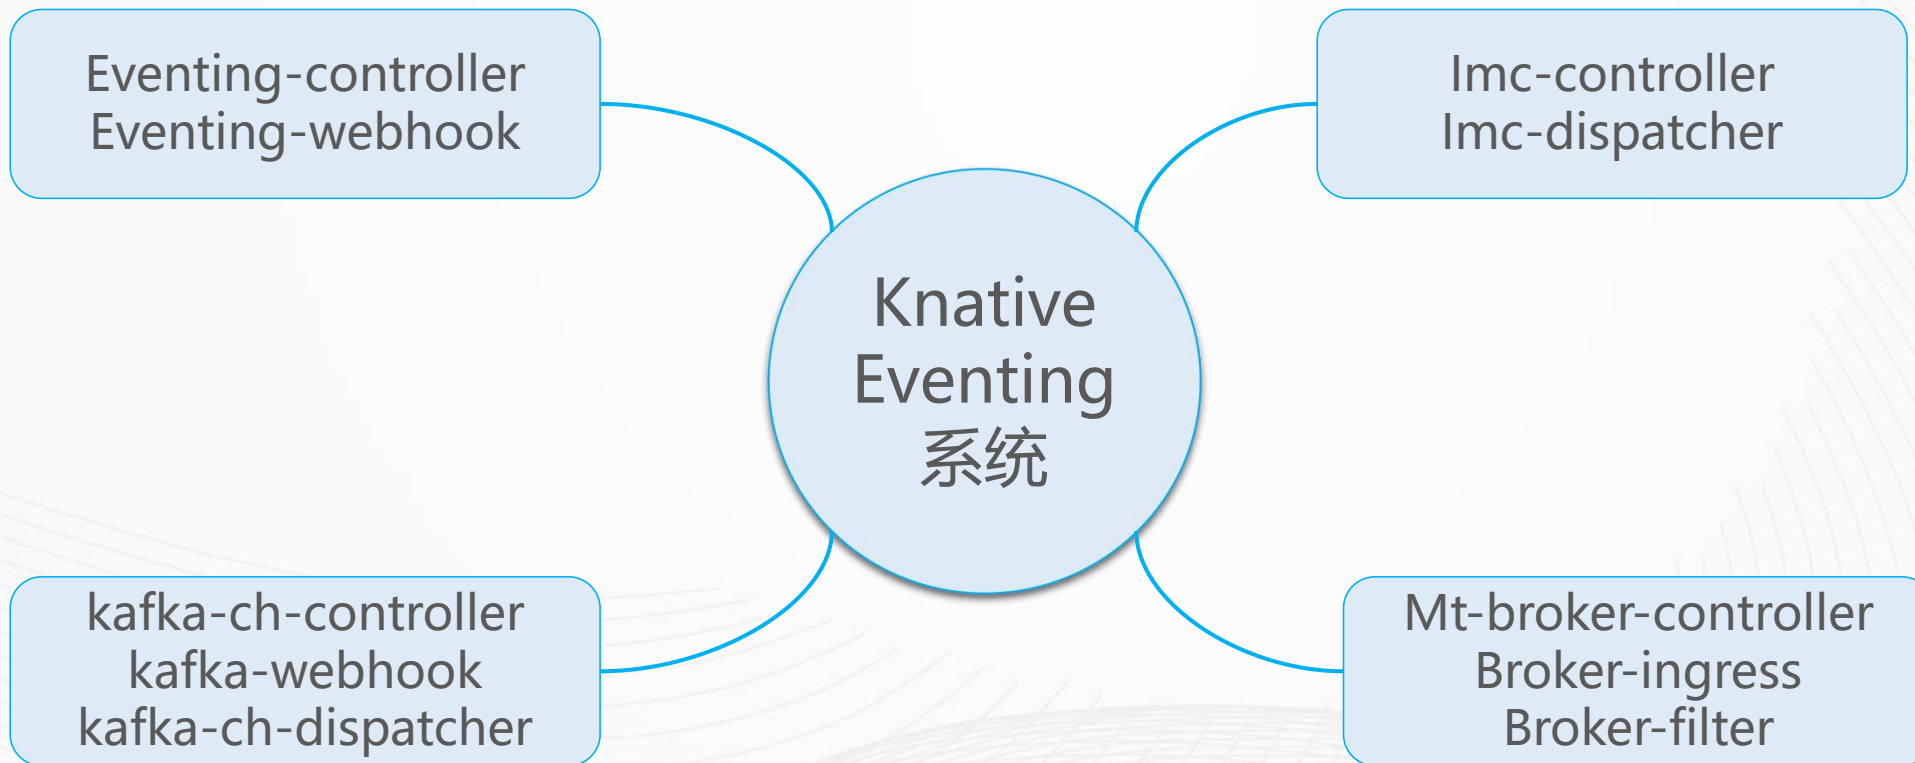 Eventing-controller
Eventing-webhook
Imc-controller
Imc-dispatcher
Knative
Eventing
系统
kafka-ch-controller
kafka-webhook
kafka-ch-dispatcher
Mt-broker-controller
Broker-ingress
Broker-filter